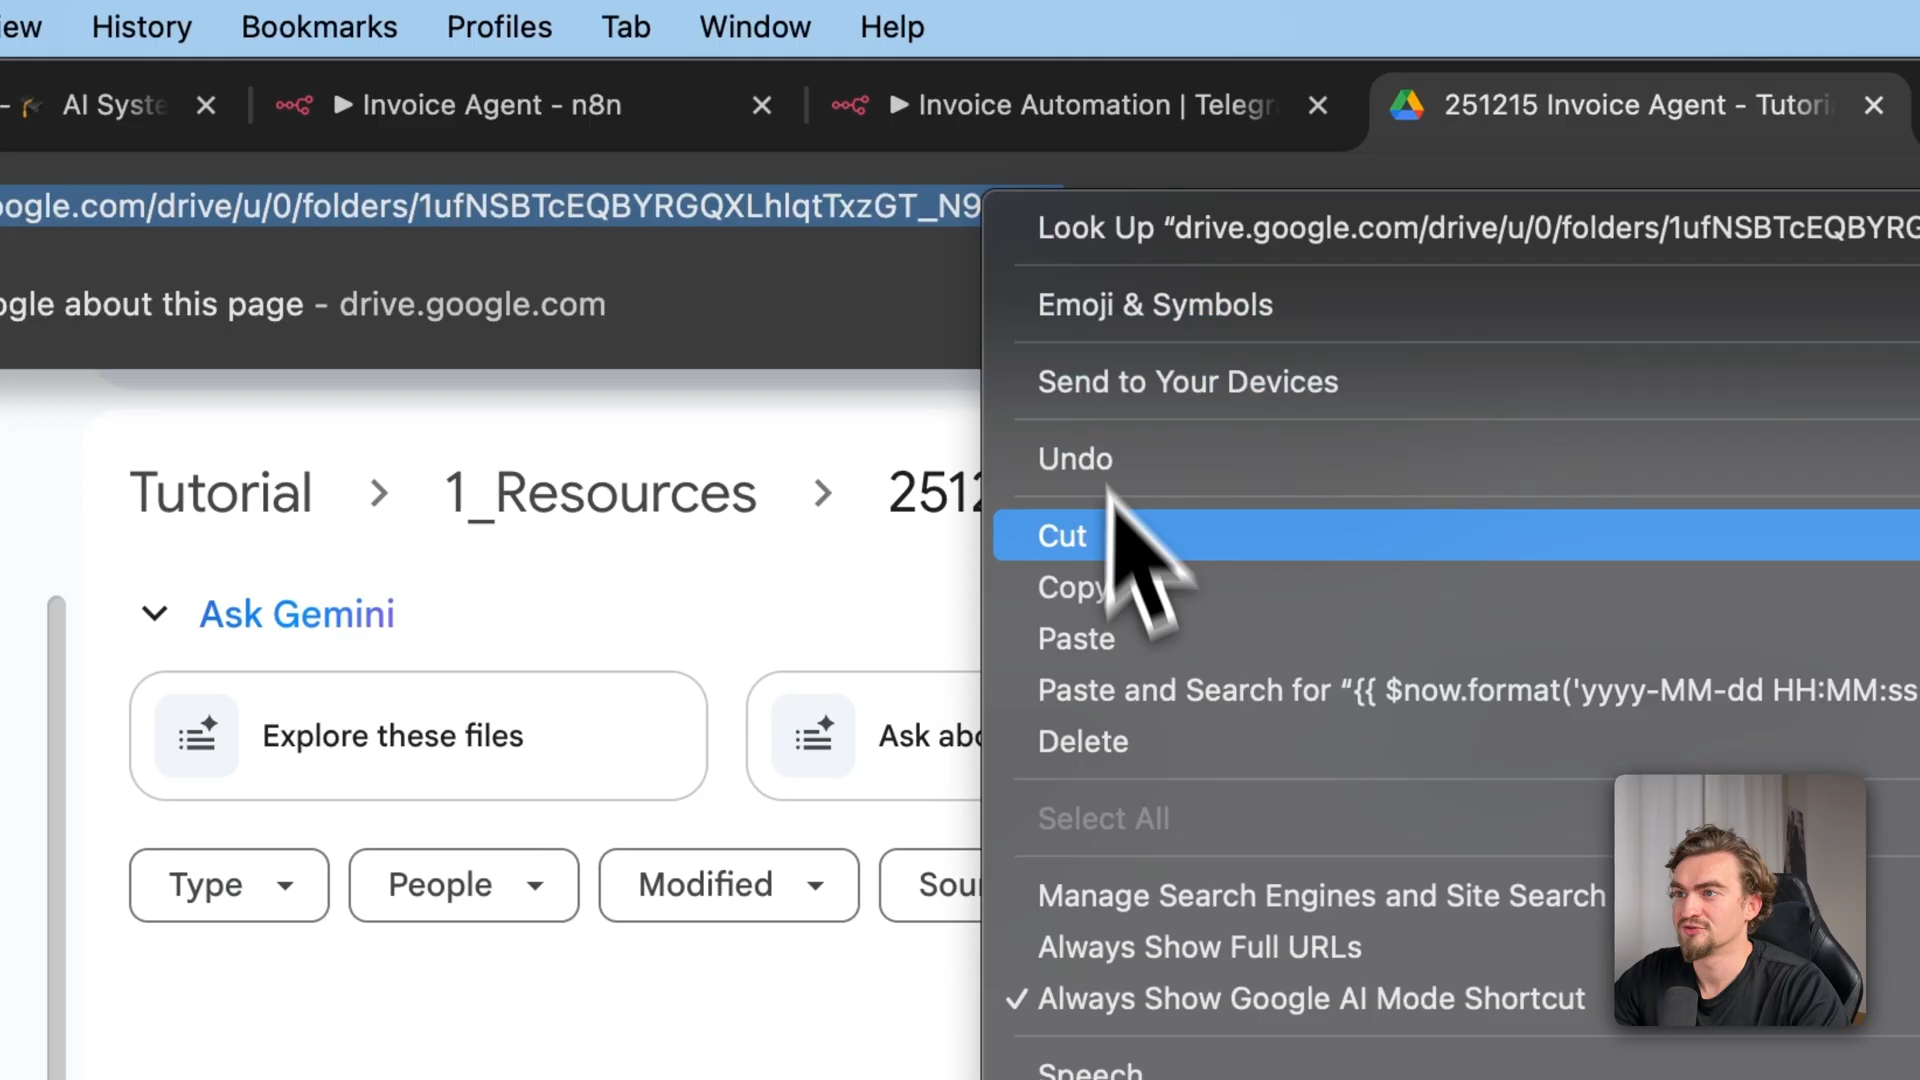 History Bookmarks Profiles Tab Window Help
AI Syste
▶ Invoice Agent - n8n
▶ Invoice Automation | Telegr
251215 Invoice Agent - Tutori
ogle.com/drive/u/0/folders/1ufNSBTcEQBYRGQXLhlqtTxzGT_N9
ogle about this page - drive.google.com
Look Up “drive.google.com/drive/u/0/folders/1ufNSBTcEQBYRG
Emoji & Symbols
Send to Your Devices
Undo
Cut
Copy
Paste
Paste and Search for “{{ $now.format('yyyy-MM-dd HH:MM:ss
Delete
Select All
Manage Search Engines and Site Search
Always Show Full URLs
✓ Always Show Google AI Mode Shortcut
Speech
Tutorial > 1_Resources > 2512
Ask Gemini
Explore these files
Ask abo
Type People Modified Sour